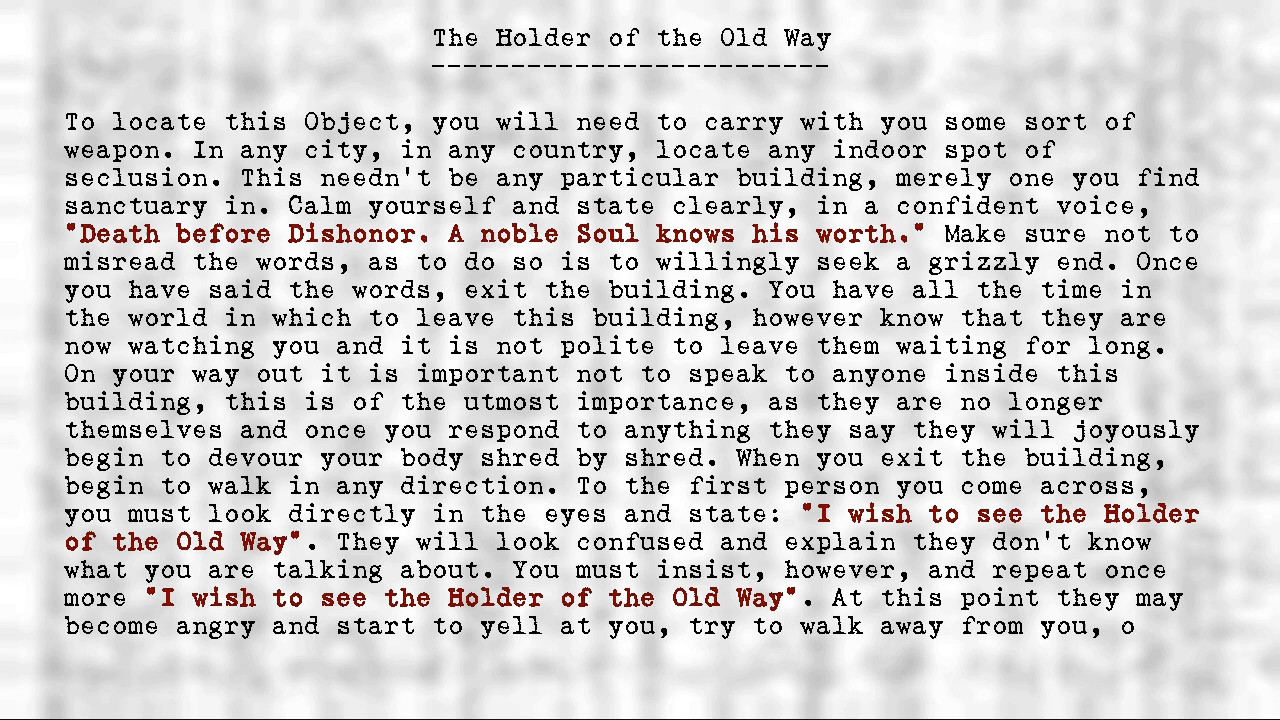 The Holder of the Old Way
-------------------------
To locate this Object, you will need to carry with you some sort of
weapon. In any city, in any country, locate any indoor spot of
seclusion. This needn't be any particular building, merely one you find
sanctuary in. Calm yourself and state clearly, in a confident voice,
"Death before Dishonor. A noble Soul knows his worth." Make sure not to
misread the words, as to do so is to willingly seek a grizzly end. Once
you have said the words, exit the building. You have all the time in
the world in which to leave this building, however know that they are
now watching you and it is not polite to leave them waiting for long.
On your way out it is important not to speak to anyone inside this
building, this is of the utmost importance, as they are no longer
themselves and once you respond to anything they say they will joyously
begin to devour your body shred by shred. When you exit the building,
begin to walk in any direction. To the first person you come across,
you must look directly in the eyes and state: "I wish to see the Holder
of the Old Way". They will look confused and explain they don't know
what you are talking about. You must insist, however, and repeat once
more "I wish to see the Holder of the Old Way". At this point they may
become angry and start to yell at you, try to walk away from you, o